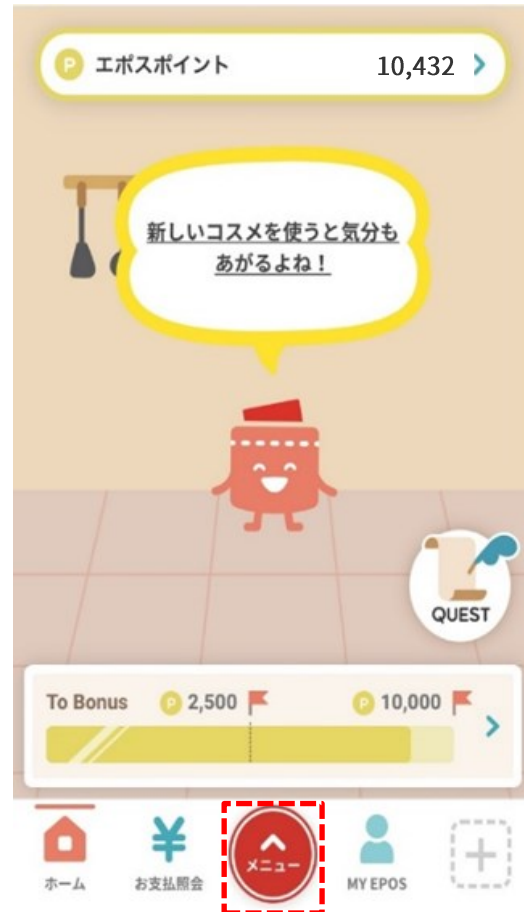 P エポスポイント 10,432
新しいコスメを使うと気分も
あがるよね！
QUEST
To Bonus P 2,500 P 10,000
ホーム お支払照会 メニュー MY EPOS